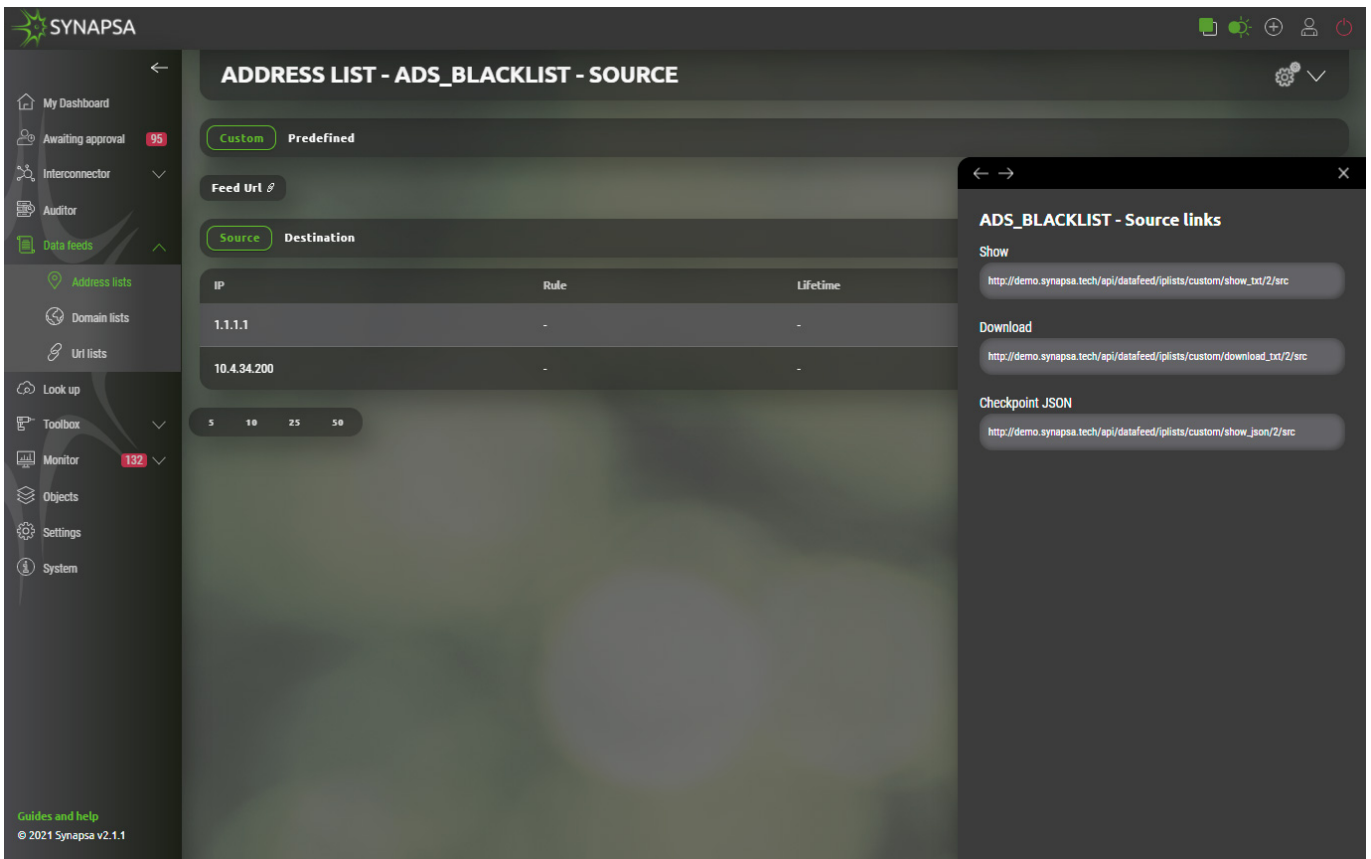 SYNAPSA
ADDRESS LIST - ADS_BLACKLIST - SOURCE
My Dashboard
Awaiting approval 95
Interconnector
Auditor
Data feeds
Address lists
Domain lists
Url lists
Look up
Toolbox
Monitor 132
Objects
Settings
System
Guides and help
© 2021 Synapsa v2.1.1
Custom Predefined
Feed Url
Source Destination
IP Rule Lifetime
1.1.1.1 - -
10.4.34.200 - -
5 10 25 50
ADS_BLACKLIST - Source links
Show
http://demo.synapsa.tech/api/datafeed/iplists/custom/show_txt/2/src
Download
http://demo.synapsa.tech/api/datafeed/iplists/custom/download_txt/2/src
Checkpoint JSON
http://demo.synapsa.tech/api/datafeed/iplists/custom/show_json/2/src